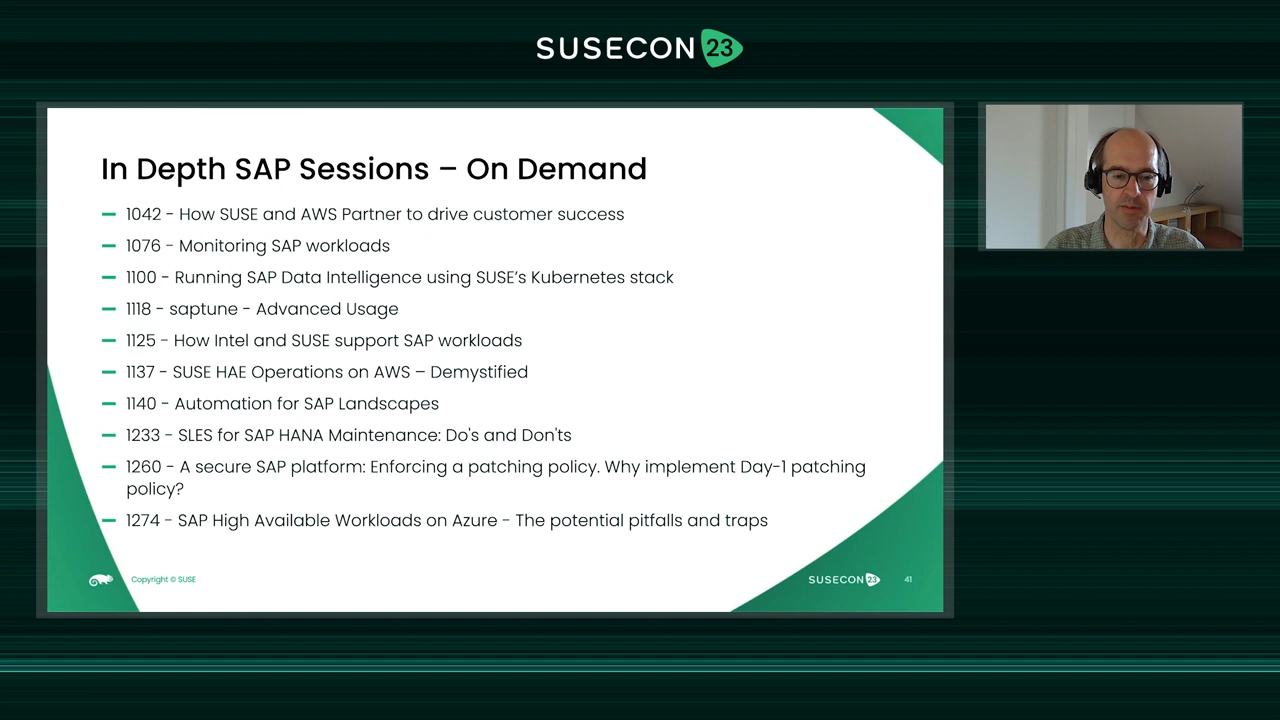 SUSECON 23
In Depth SAP Sessions – On Demand
1042 - How SUSE and AWS Partner to drive customer success
1076 - Monitoring SAP workloads
1100 - Running SAP Data Intelligence using SUSE’s Kubernetes stack
1118 - saptune - Advanced Usage
1125 - How Intel and SUSE support SAP workloads
1137 - SUSE HAE Operations on AWS – Demystified
1140 - Automation for SAP Landscapes
1233 - SLES for SAP HANA Maintenance: Do's and Don'ts
1260 - A secure SAP platform: Enforcing a patching policy. Why implement Day-1 patching
policy?
1274 - SAP High Available Workloads on Azure - The potential pitfalls and traps
Copyright © SUSE
SUSECON 23
41